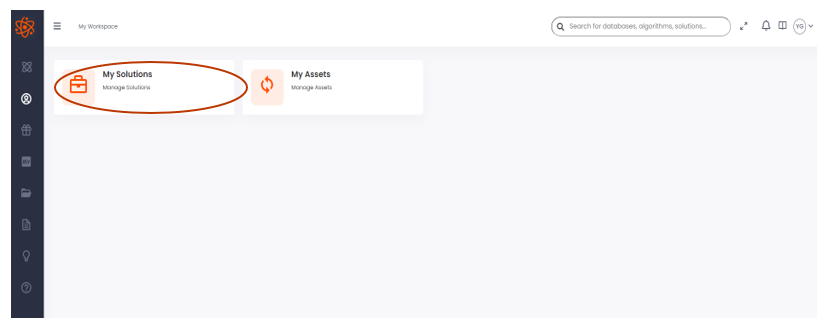 My Workspace
Search for databases, algorithms, solutions...
YG
My Solutions
Manage Solutions
My Assets
Manage Assets